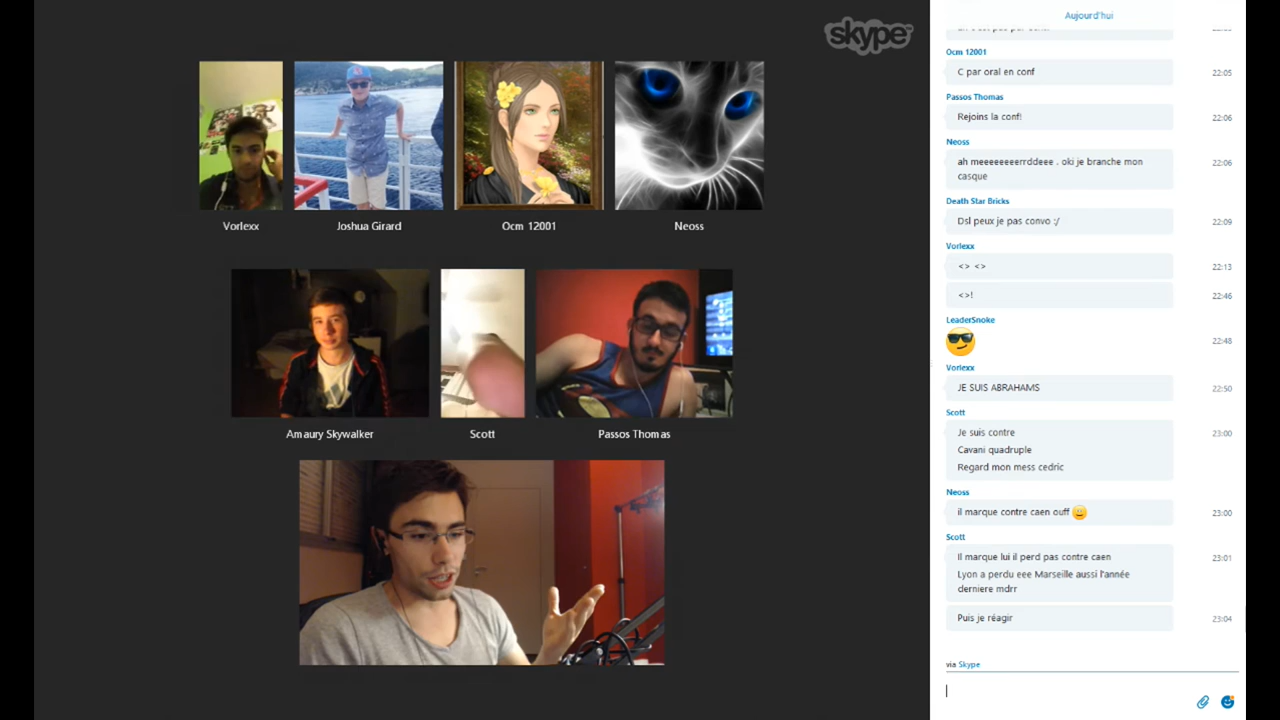 skype™
Vorlexx
Joshua Girard
Ocm 12001
Neoss
Amaury Skywalker
Scott
Passos Thomas
Aujourd'hui
Ocm 12001
C par oral en conf
22:05
Passos Thomas
Rejoins la conf!
22:06
Neoss
ah meeeeeeeerrddeee . oki je branche mon
22:06
casque
Death Star Bricks
Dsl peux je pas convo :/
22:09
Vorlexx
<> <>
22:13
<>!
22:46
LeaderSnoke
22:48
Vorlexx
JE SUIS ABRAHAMS
22:50
Scott
Je suis contre
23:00
Cavani quadruple
Regard mon mess cedric
Neoss
il marque contre caen ouff
23:00
Scott
Il marque lui il perd pas contre caen
23:01
Lyon a perdu eee Marseille aussi l'année
derniere mdrr
Puis je réagir
23:04
via Skype